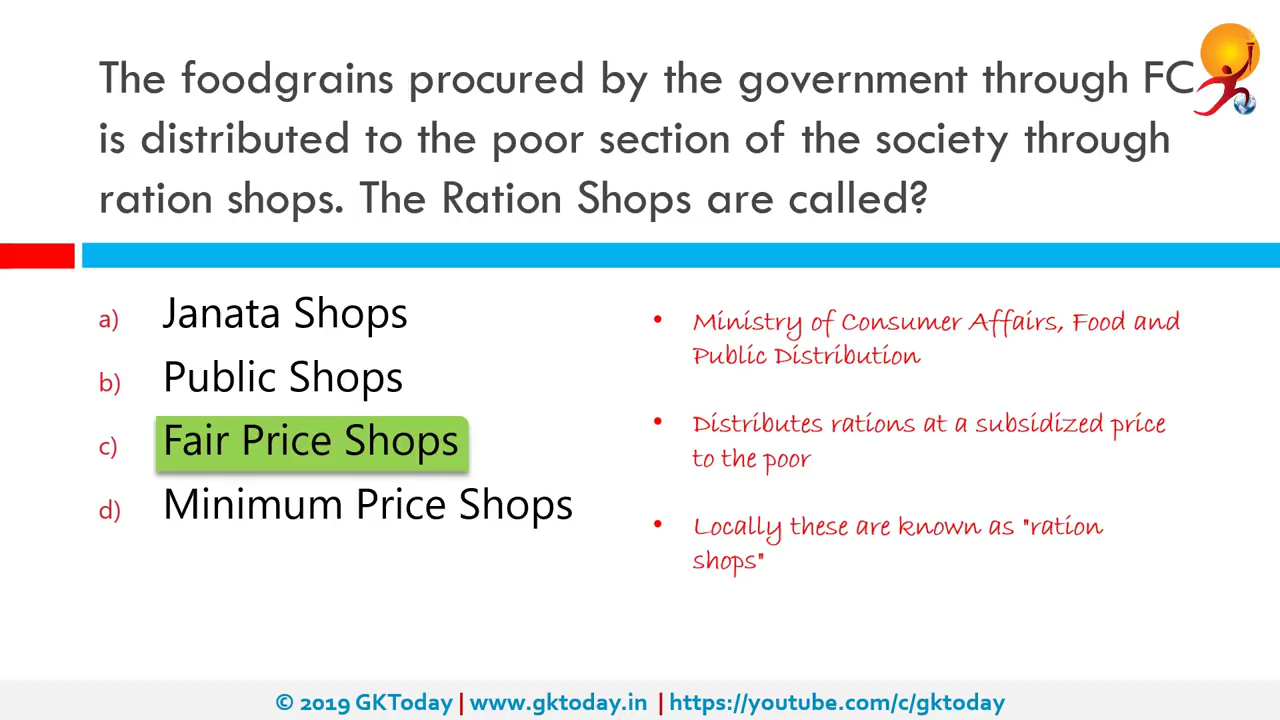 The foodgrains procured by the government through FC
is distributed to the poor section of the society through
ration shops. The Ration Shops are called?
a) Janata Shops
b) Public Shops
c) Fair Price Shops
d) Minimum Price Shops
• Ministry of Consumer Affairs, Food and
Public Distribution
• Distributes rations at a subsidized price
to the poor
• Locally these are known as "ration
shops"
© 2019 GKToday | www.gktoday.in | https://youtube.com/c/gktoday